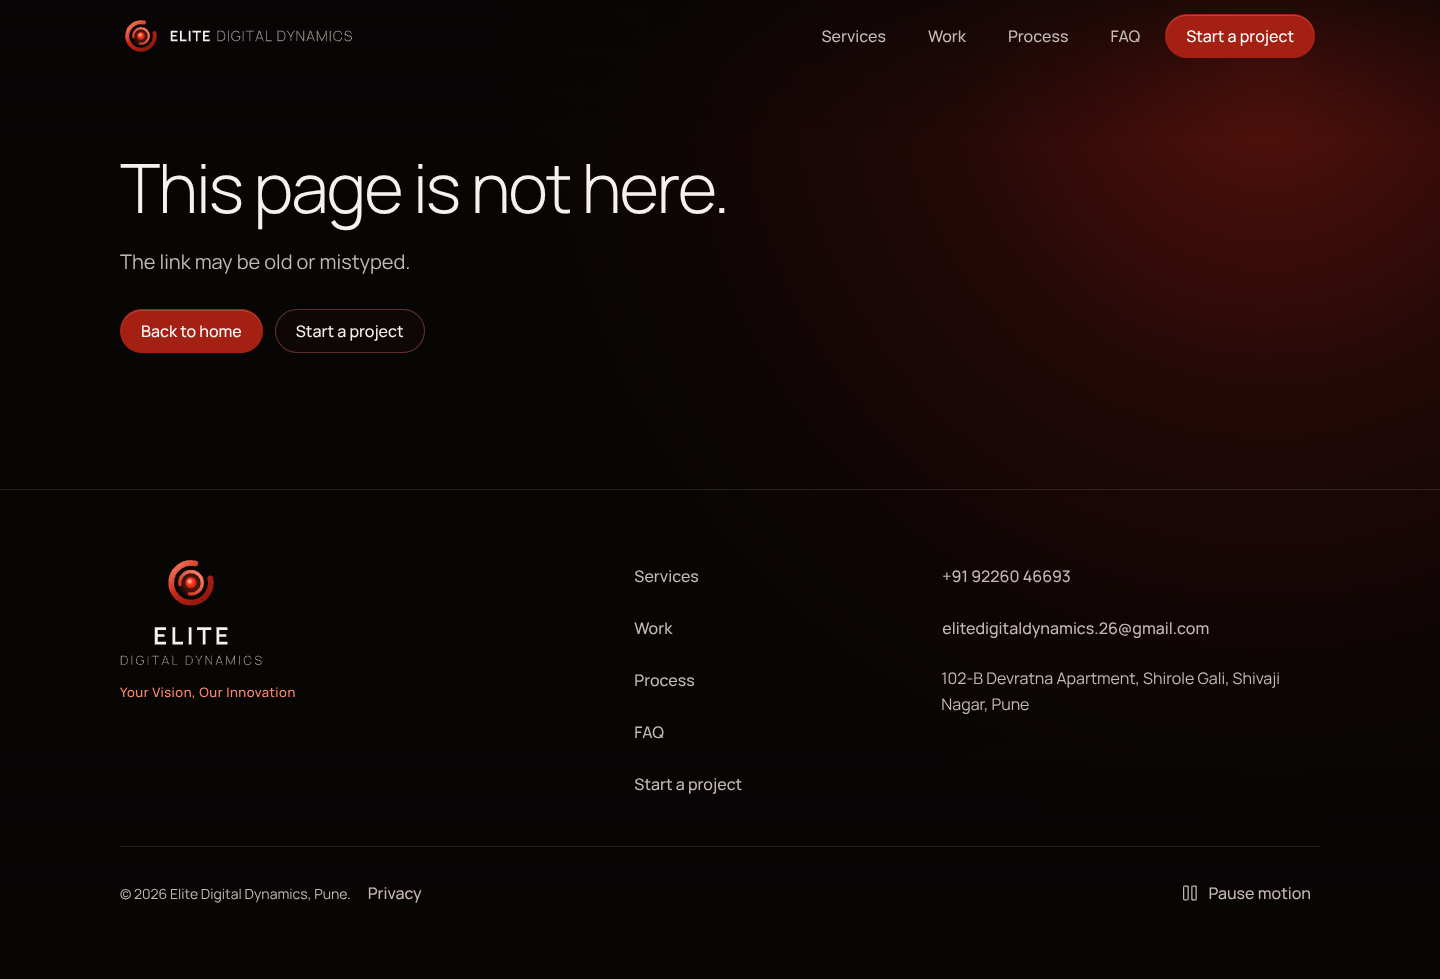 ELITE DIGITAL DYNAMICS
Services
Work
Process
FAQ
Start a project
This page is not here.
The link may be old or mistyped.
Back to home
Start a project
ELITE
DIGITAL DYNAMICS
Your Vision, Our Innovation
Services
Work
Process
FAQ
Start a project
+91 92260 46693
elitedigitaldynamics.26@gmail.com
102-B Devratna Apartment, Shirole Gali, Shivaji
Nagar, Pune
© 2026 Elite Digital Dynamics, Pune.
Privacy
Pause motion